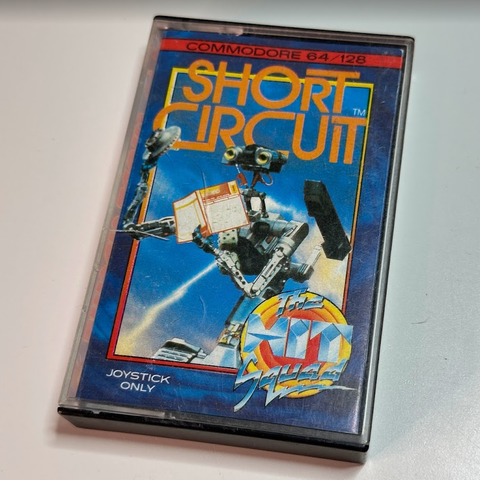 COMMODORE 64/128
SHORT
CIRCUIT
TM
The
HIT
Squad
JOYSTICK
ONLY